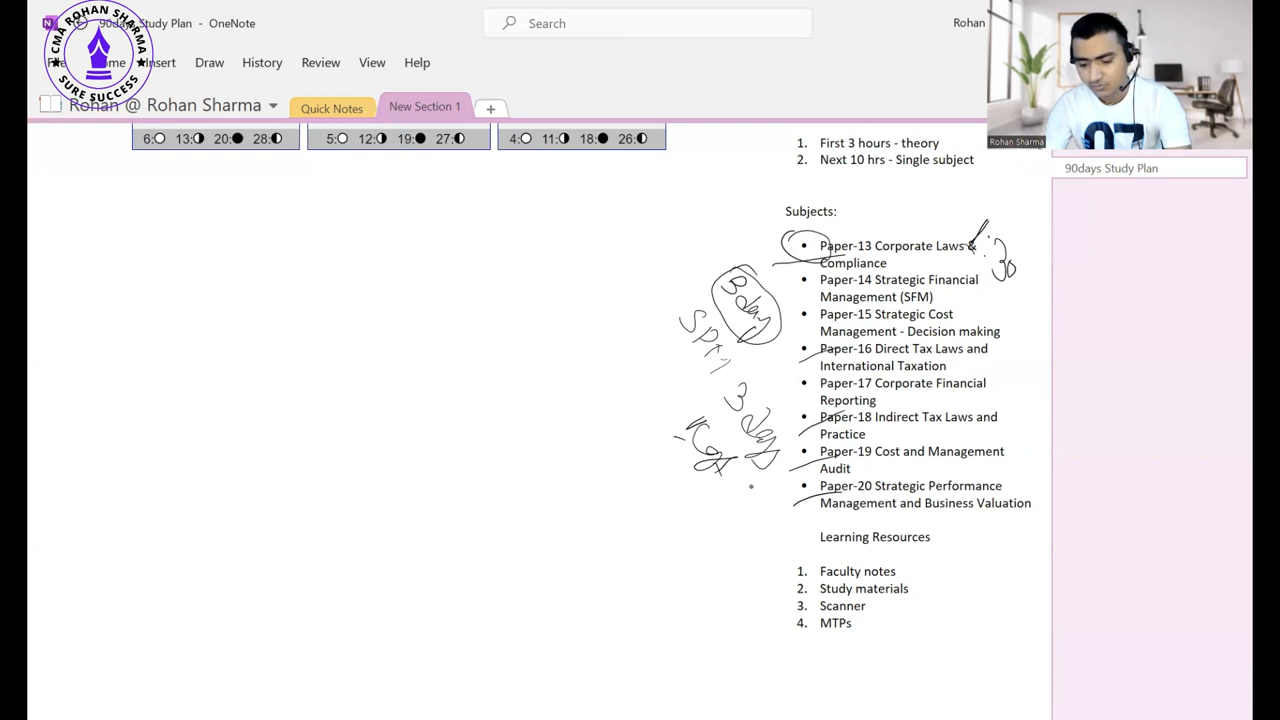 90days Study Plan - OneNote
Search
Rohan
CMA ROHAN SHARMA
SURE SUCCESS
Insert Draw History Review View Help
Rohan @ Rohan Sharma
Quick Notes
New Section 1
+
6: 13: 20: 28:
5: 12: 19: 27:
4: 11: 18: 26:
Rohan Sharma
90days Study Plan
1. First 3 hours - theory
2. Next 10 hrs - Single subject
Subjects:
• Paper-13 Corporate Laws &
Compliance
• Paper-14 Strategic Financial
Management (SFM)
• Paper-15 Strategic Cost
Management - Decision making
• Paper-16 Direct Tax Laws and
International Taxation
• Paper-17 Corporate Financial
Reporting
• Paper-18 Indirect Tax Laws and
Practice
• Paper-19 Cost and Management
Audit
• Paper-20 Strategic Performance
Management and Business Valuation
30
3 days
3 days
Learning Resources
1. Faculty notes
2. Study materials
3. Scanner
4. MTPs